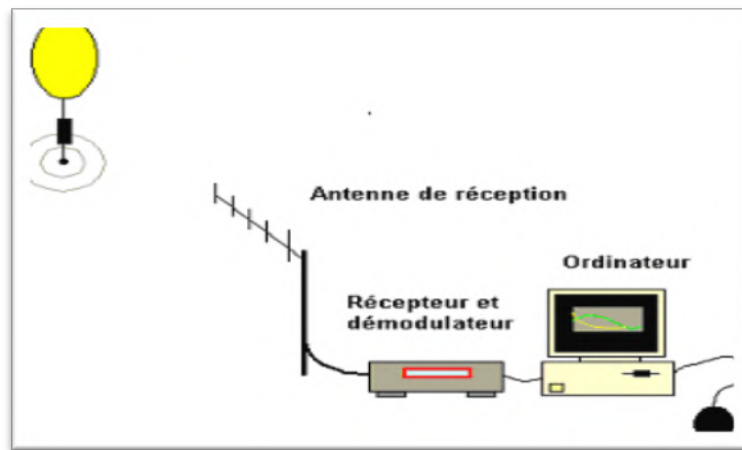 Antenne de réception
Ordinateur
Récepteur et
démodulateur